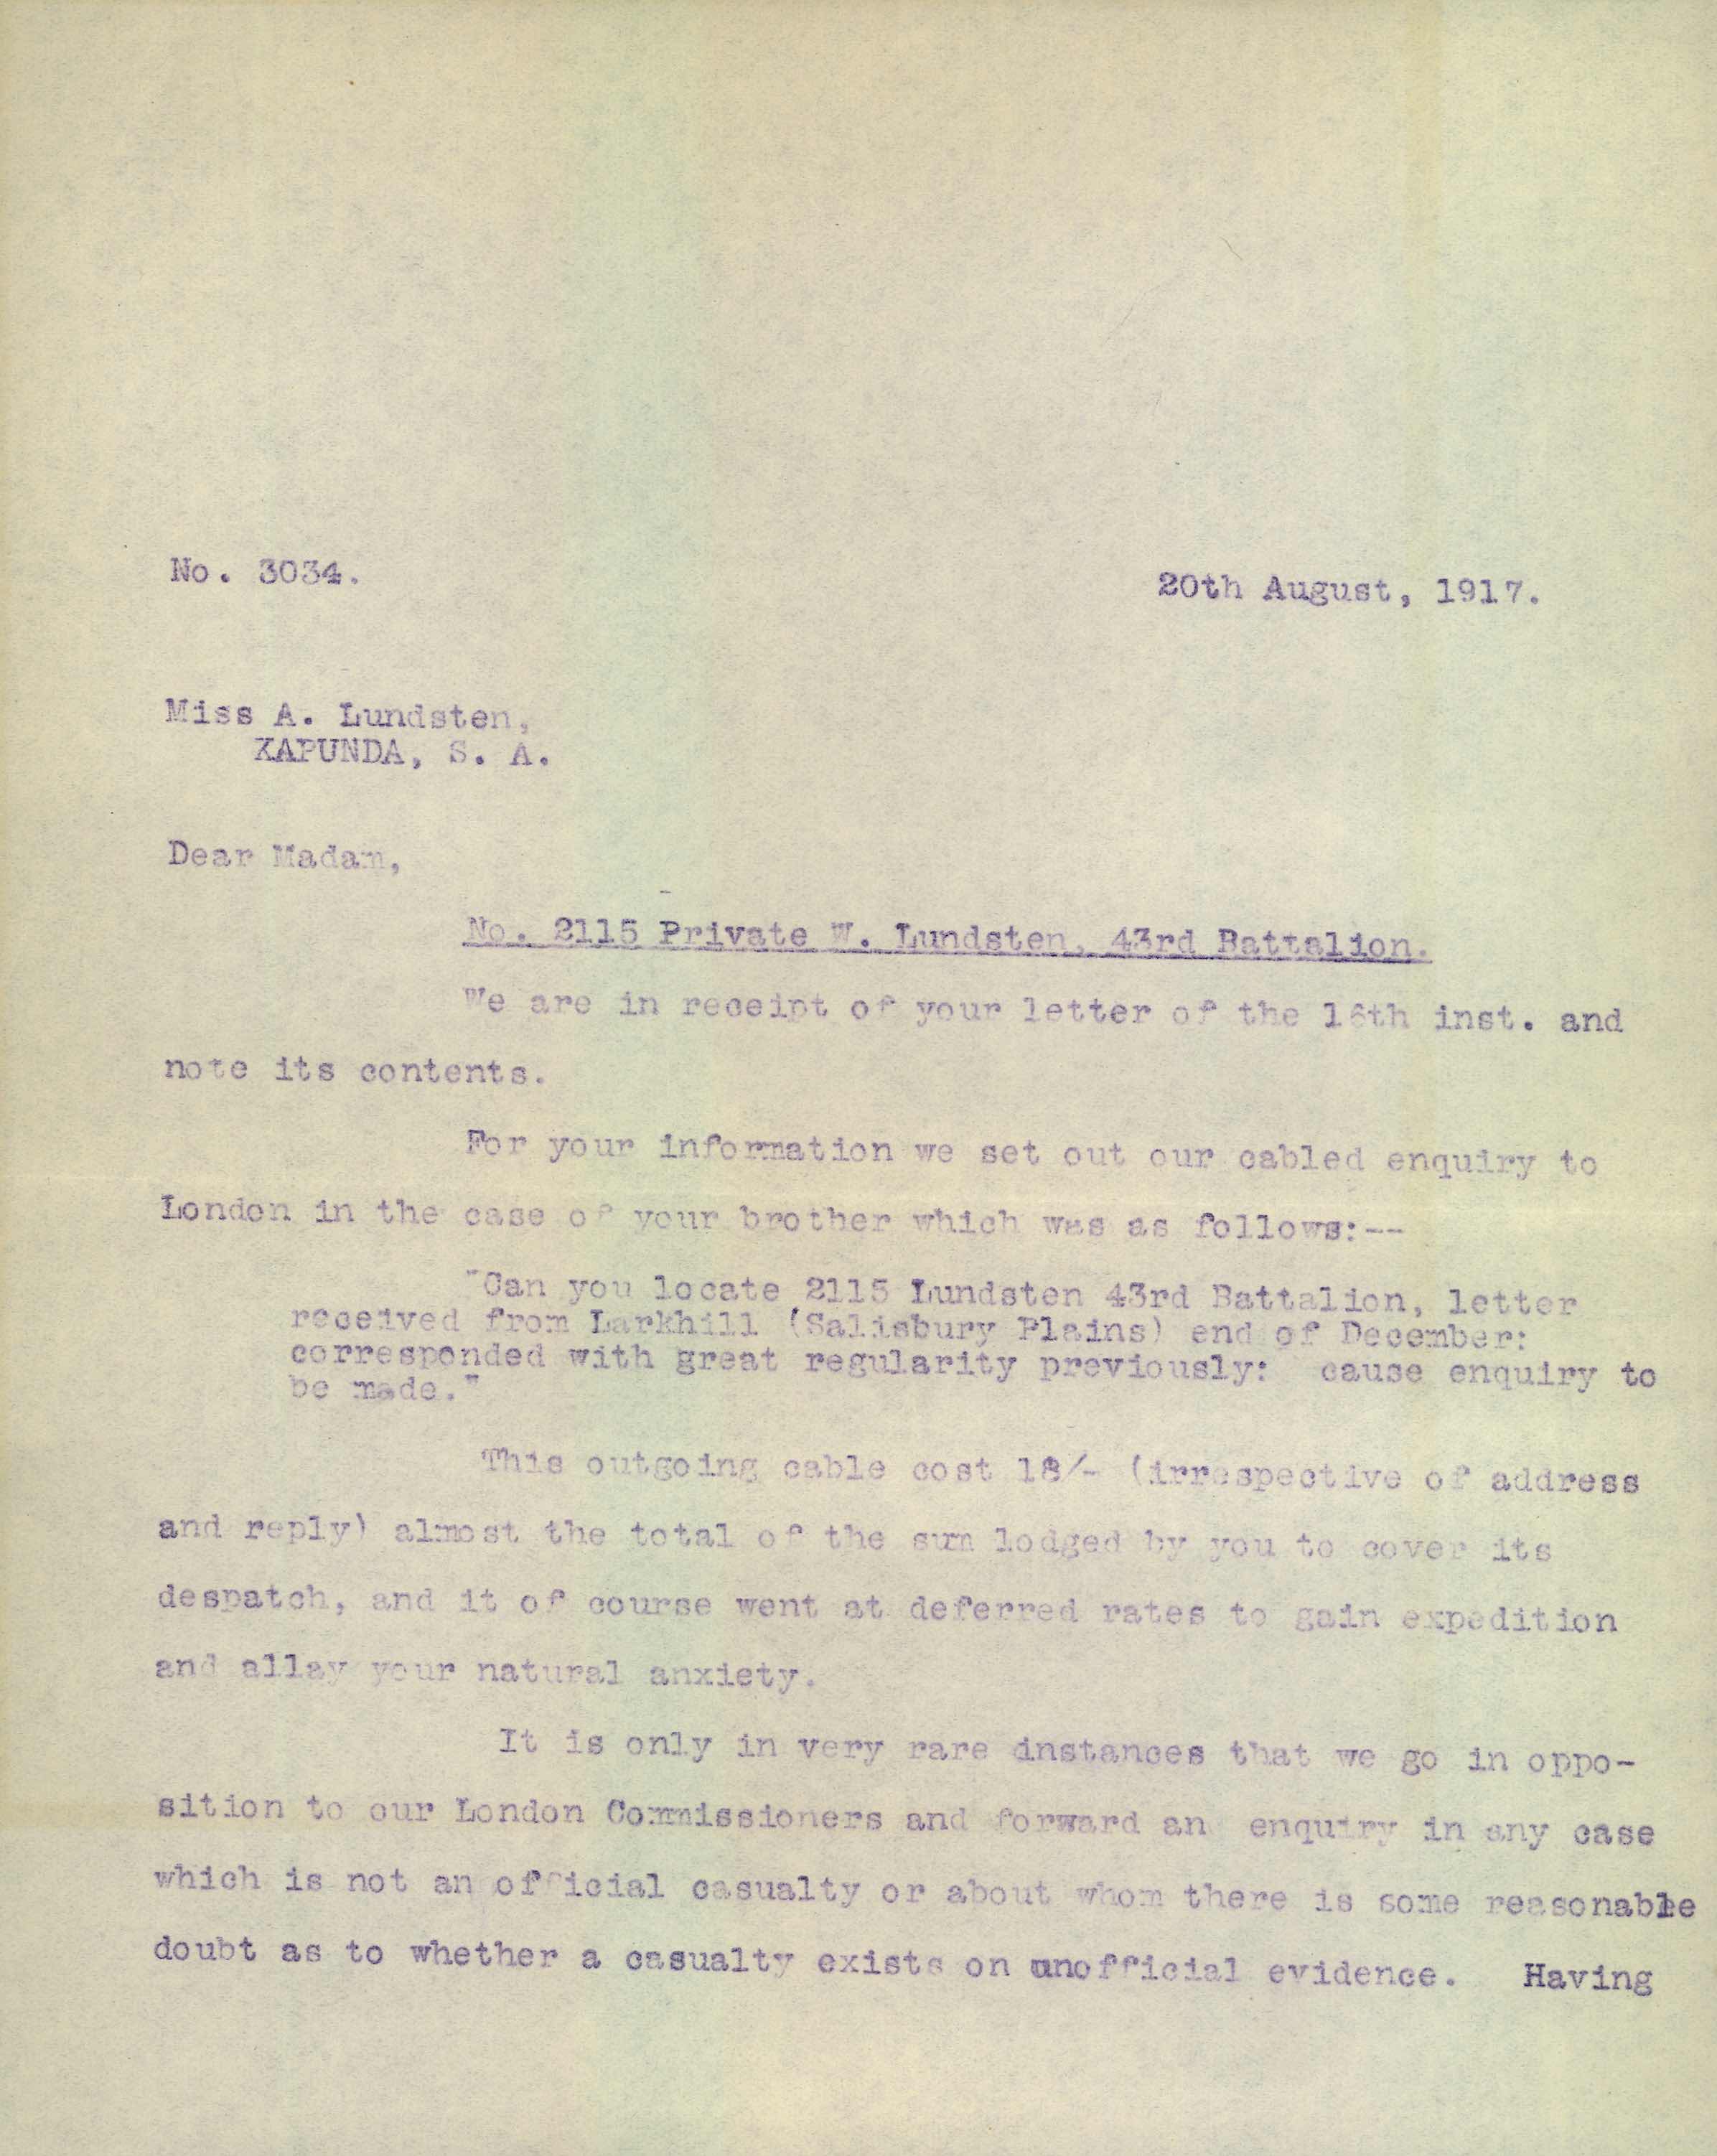 No. 3034.
20th August, 1917.
Miss A. Lundsten,
KAPUNDA, S. A.
Dear Madam,
No. 2115 Private W. Lundsten, 43rd Battalion.
We are in receipt of your letter of the 16th inst. and
note its contents.
For your information we set out our cabled enquiry to
London in the case of your brother which was as follows:--
"Can you locate 2115 Lundsten 43rd Battalion, letter
received from Larkhill (Salisbury Plains) end of December:
corresponded with great regularity previously: cause enquiry to
be made."
This outgoing cable cost 18/- (irrespective of address
and reply) almost the total of the sum lodged by you to cover its
despatch, and it of course went at deferred rates to gain expedition
and allay your natural anxiety.
It is only in very rare instances that we go in oppo-
sition to our London Commissioners and forward an enquiry in any case
which is not an official casualty or about whom there is some reasonable
doubt as to whether a casualty exists on unofficial evidence. Having